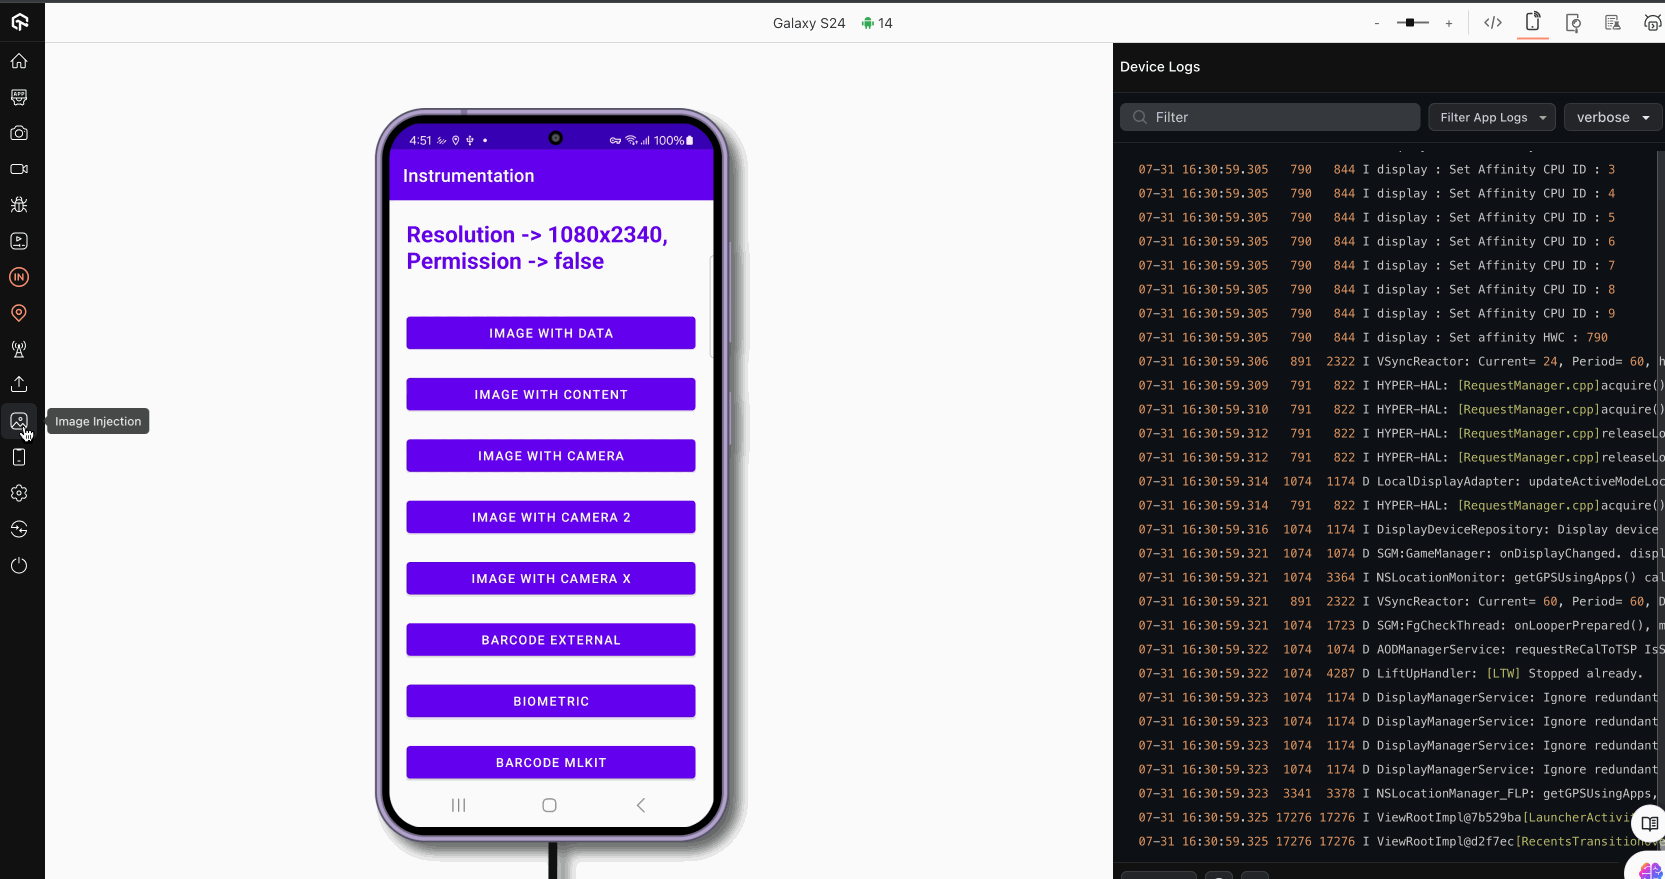 Galaxy S24 14
- +
Device Logs
Filter
Filter App Logs
verbose
4:51
100%
Instrumentation
Resolution -> 1080x2340,
Permission -> false
IMAGE WITH DATA
IMAGE WITH CONTENT
IMAGE WITH CAMERA
IMAGE WITH CAMERA 2
IMAGE WITH CAMERA X
BARCODE EXTERNAL
BIOMETRIC
BARCODE MLKIT
IN
Image Injection
07-31 16:30:59.305 790 844 I display : Set Affinity CPU ID : 3
07-31 16:30:59.305 790 844 I display : Set Affinity CPU ID : 4
07-31 16:30:59.305 790 844 I display : Set Affinity CPU ID : 5
07-31 16:30:59.305 790 844 I display : Set Affinity CPU ID : 6
07-31 16:30:59.305 790 844 I display : Set Affinity CPU ID : 7
07-31 16:30:59.305 790 844 I display : Set Affinity CPU ID : 8
07-31 16:30:59.305 790 844 I display : Set Affinity CPU ID : 9
07-31 16:30:59.305 790 844 I display : Set affinity HWC : 790
07-31 16:30:59.306 891 2322 I VSyncReactor: Current= 24, Period= 60, h
07-31 16:30:59.309 791 822 I HYPER-HAL: [RequestManager.cpp]acquire()
07-31 16:30:59.310 791 822 I HYPER-HAL: [RequestManager.cpp]acquire()
07-31 16:30:59.312 791 822 I HYPER-HAL: [RequestManager.cpp]releaseLo
07-31 16:30:59.312 791 822 I HYPER-HAL: [RequestManager.cpp]releaseLo
07-31 16:30:59.314 1074 1174 D LocalDisplayAdapter: updateActiveModeLoc
07-31 16:30:59.314 791 822 I HYPER-HAL: [RequestManager.cpp]acquire()
07-31 16:30:59.316 1074 1174 I DisplayDeviceRepository: Display device
07-31 16:30:59.321 1074 1074 D SGM:GameManager: onDisplayChanged. displ
07-31 16:30:59.321 1074 3364 I NSLocationMonitor: getGPSUsingApps() cal
07-31 16:30:59.321 891 2322 I VSyncReactor: Current= 60, Period= 60, D
07-31 16:30:59.321 1074 1723 D SGM:FgCheckThread: onLooperPrepared(), m
07-31 16:30:59.322 1074 1074 D AODManagerService: requestReCalToTSP IsS
07-31 16:30:59.322 1074 4287 D LiftUpHandler: [LTW] Stopped already.
07-31 16:30:59.323 1074 1174 D DisplayManagerService: Ignore redundant
07-31 16:30:59.323 1074 1174 D DisplayManagerService: Ignore redundant
07-31 16:30:59.323 1074 1174 D DisplayManagerService: Ignore redundant
07-31 16:30:59.323 1074 1174 D DisplayManagerService: Ignore redundant
07-31 16:30:59.323 3341 3378 I NSLocationManager_FLP: getGPSUsingApps,
07-31 16:30:59.325 17276 17276 I ViewRootImpl@7b529ba[LauncherActivi
07-31 16:30:59.325 17276 17276 I ViewRootImpl@d2f7ec[RecentsTransitionOve